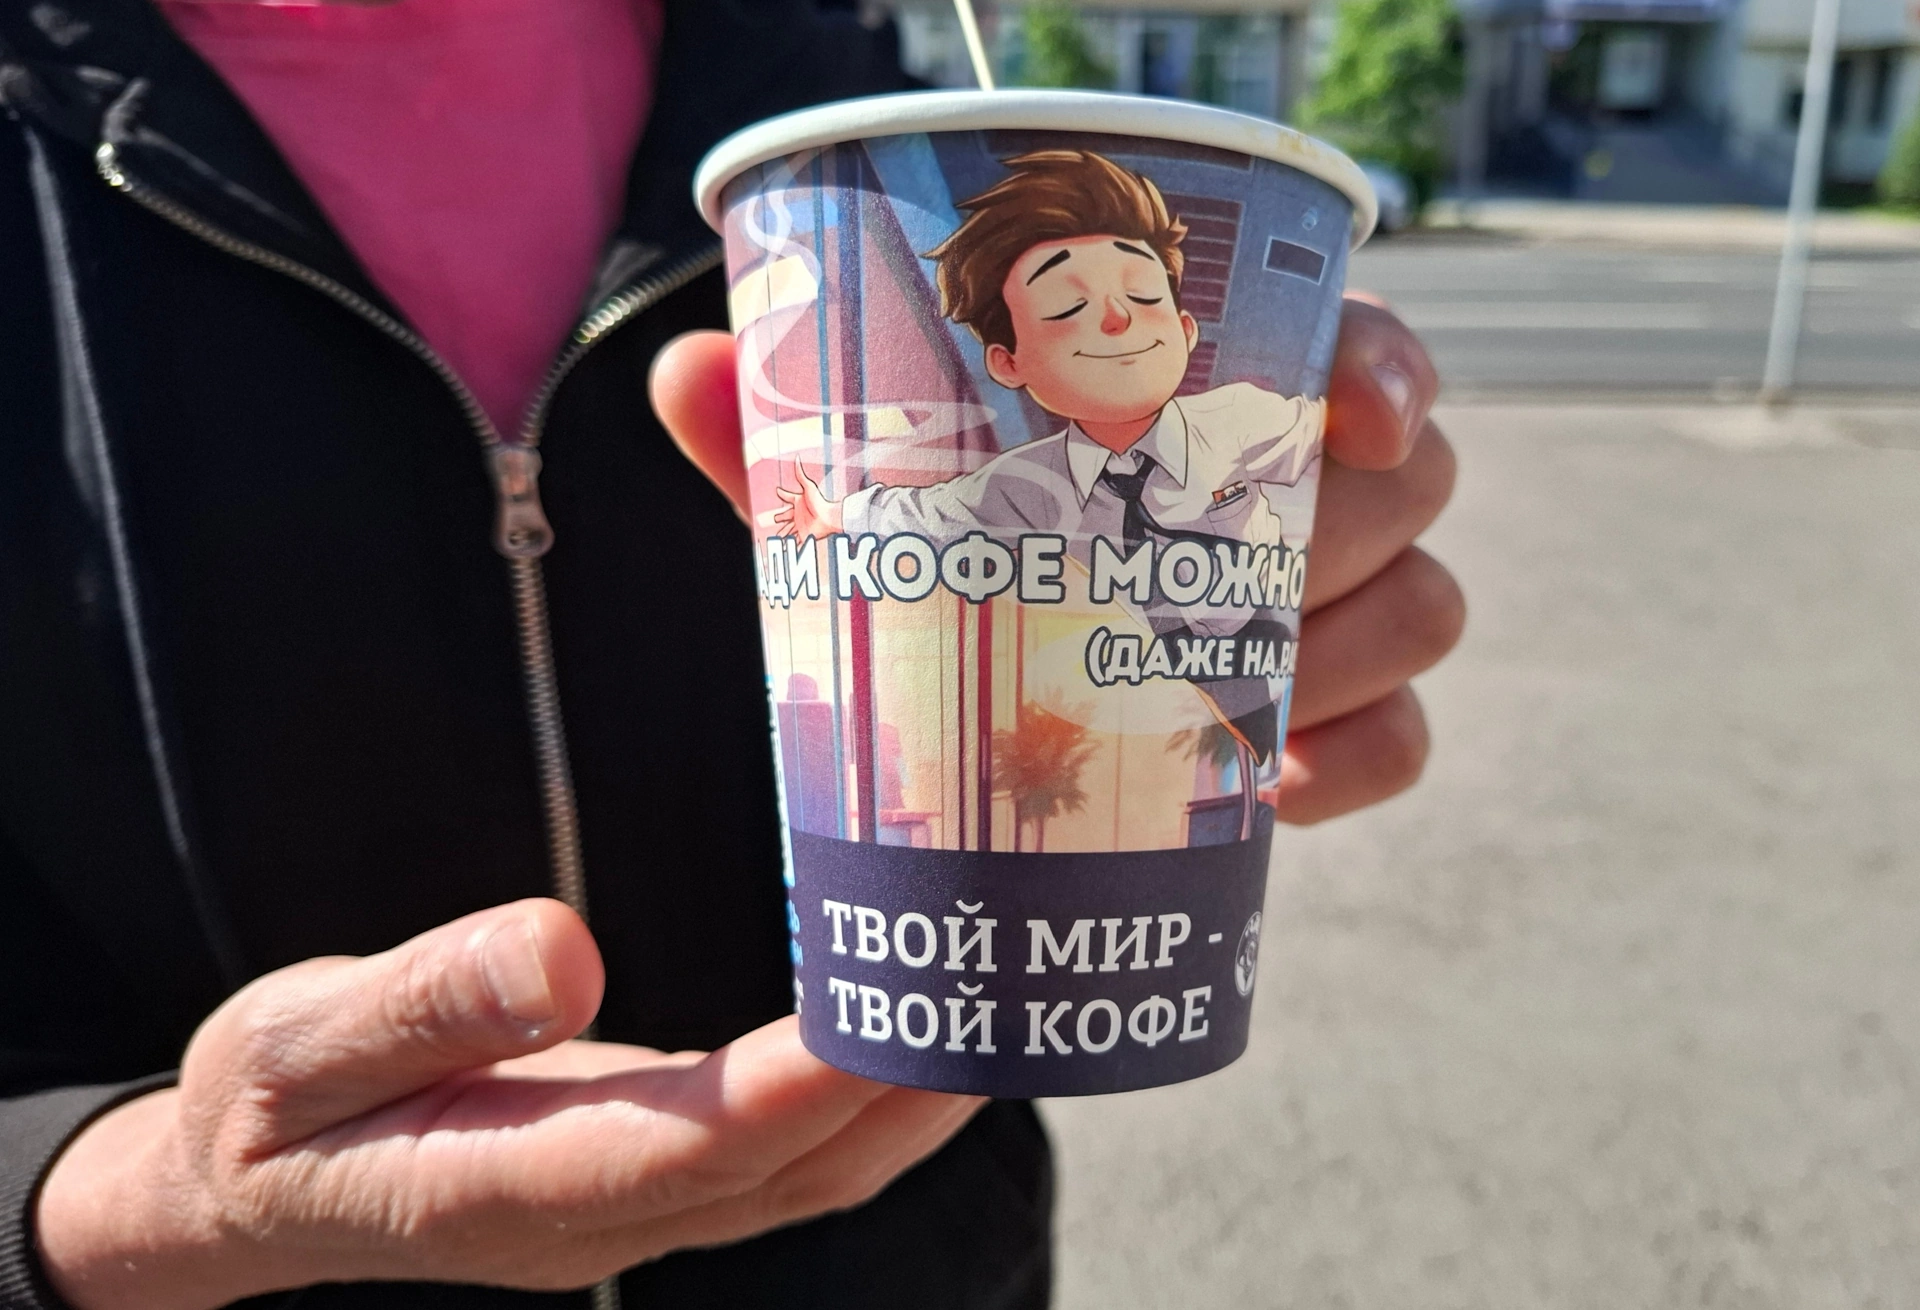 КОФЕ МОЖНО
(ДАЖЕ НА
ТВОЙ МИР -
ТВОЙ КОФЕ